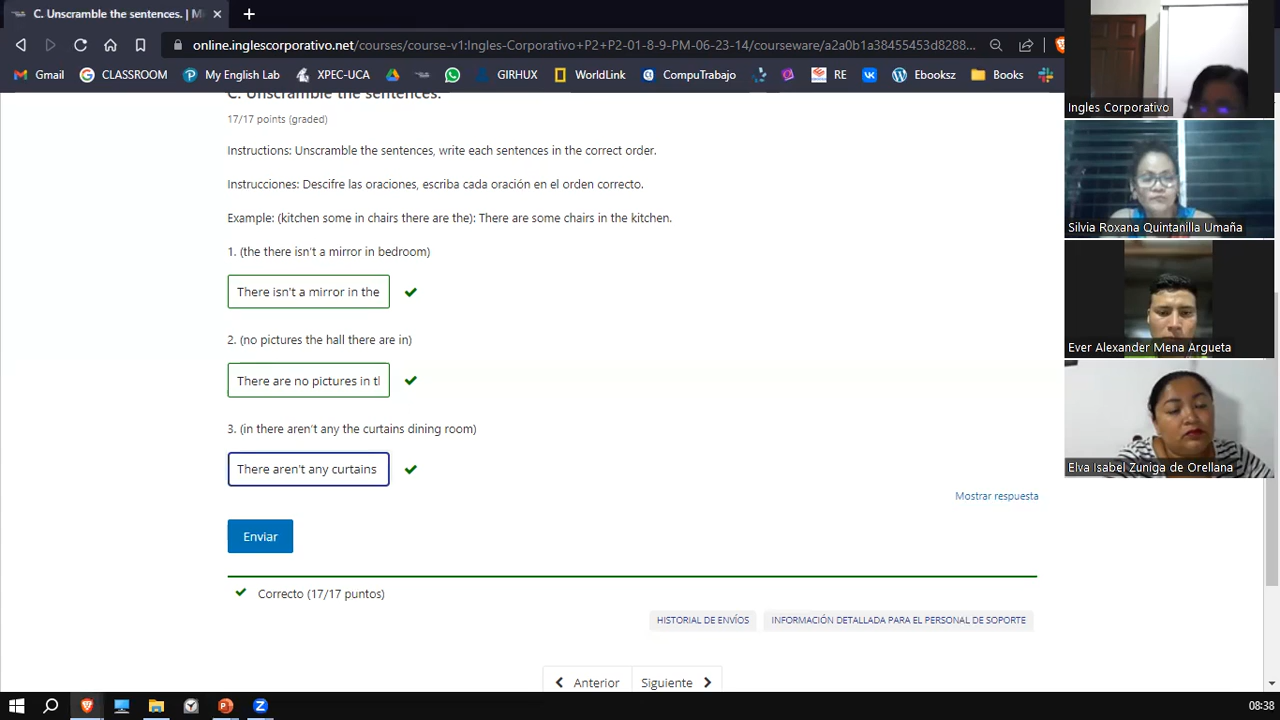 C. Unscramble the sentences. | M
online.inglescorporativo.net/courses/course-v1:Ingles-Corporativo+P2+P2-01-8-9-PM-06-23-14/courseware/a2a0b1a38455453d8288...
Gmail CLASSROOM My English Lab XPEC-UCA GIRHUX WorldLink CompuTrabajo RE Ebooksz Books
C. Unscramble the sentences.
17/17 points (graded)
Instructions: Unscramble the sentences, write each sentences in the correct order.
Instrucciones: Descifre las oraciones, escriba cada oración en el orden correcto.
Example: (kitchen some in chairs there are the): There are some chairs in the kitchen.
1. (the there isn't a mirror in bedroom)
There isn't a mirror in the
2. (no pictures the hall there are in)
There are no pictures in tl
3. (in there aren't any the curtains dining room)
There aren't any curtains
Mostrar respuesta
Enviar
Correcto (17/17 puntos)
HISTORIAL DE ENVÍOS INFORMACIÓN DETALLADA PARA EL PERSONAL DE SOPORTE
Anterior Siguiente
Ingles Corporativo
Silvia Roxana Quintanilla Umaña
Ever Alexander Mena Argueta
Elva Isabel Zuniga de Orellana
08:38